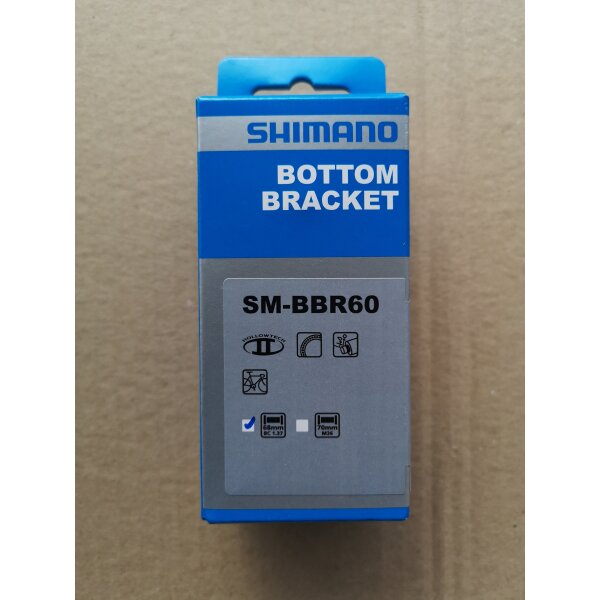 SHIMANO
BOTTOM
BRACKET
SM-BBR60
HOLLOWTECH
II
68mm
BC 1.37
70mm
M36